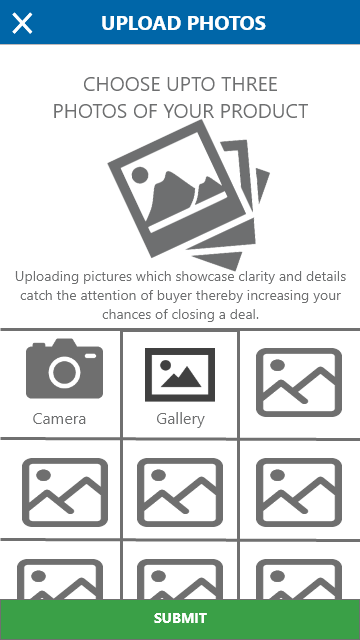 UPLOAD PHOTOS
CHOOSE UPTO THREE
PHOTOS OF YOUR PRODUCT
Uploading pictures which showcase clarity and details
catch the attention of buyer thereby increasing your
chances of closing a deal.
Camera
Gallery
SUBMIT